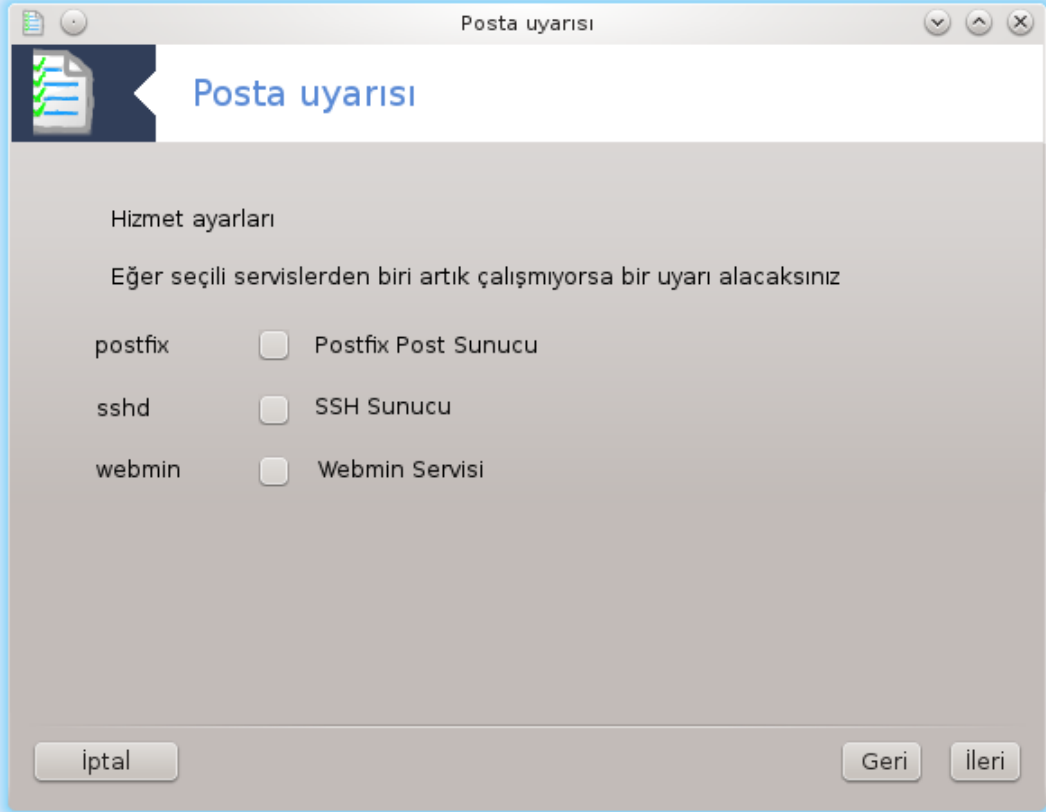 Posta uyarısı
Posta uyarısı
Hizmet ayarları
Eğer seçili servislerden biri artık çalışmıyorsa bir uyarı alacaksınız
postfix Postfix Post Sunucu
sshd SSH Sunucu
webmin Webmin Servisi
İptal Geri İleri